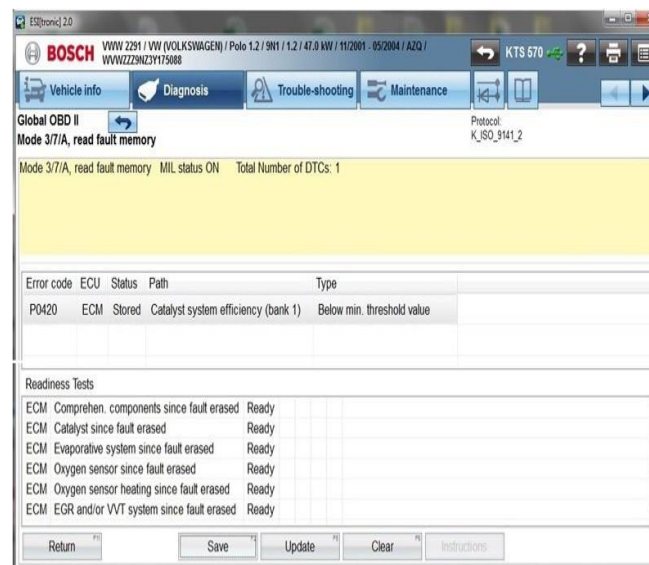 ESI[tronic] 2.0
BOSCH
VWW 2291 / VW (VOLKSWAGEN) / Polo 1.2 / 9N1 / 1.2 / 47.0 kW / 11/2001 - 05/2004 / AZQ /
WVWZZZ9NZ3Y175088
KTS 570
?
Vehicle info
Diagnosis
Trouble-shooting
Maintenance
Global OBD II
Mode 3/7/A, read fault memory
Protocol:
K_ISO_9141_2
Mode 3/7/A, read fault memory MIL status ON Total Number of DTCs: 1
Error code ECU Status Path Type
P0420 ECM Stored Catalyst system efficiency (bank 1) Below min. threshold value
Readiness Tests
ECM Comprehen. components since fault erased Ready
ECM Catalyst since fault erased Ready
ECM Evaporative system since fault erased Ready
ECM Oxygen sensor since fault erased Ready
ECM Oxygen sensor heating since fault erased Ready
ECM EGR and/or VVT system since fault erased Ready
Return Save Update Clear Instructions